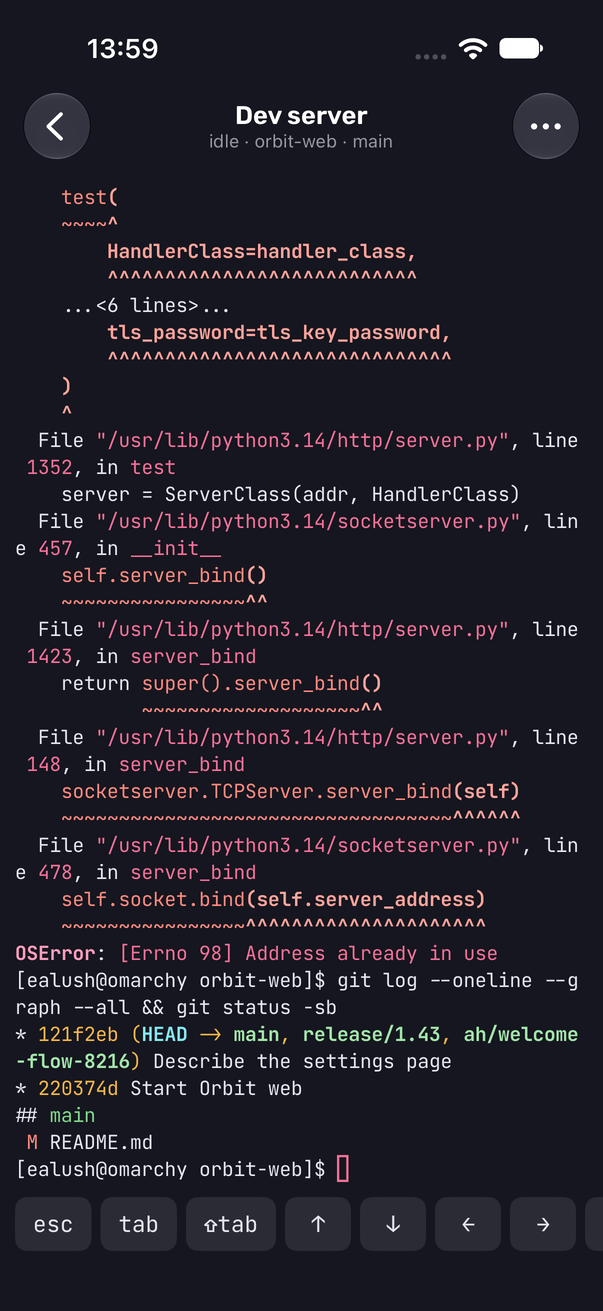 13:59
Dev server
idle · orbit-web · main
test(
~~~~^
HandlerClass=handler_class,
^^^^^^^^^^^^^^^^^^^^^^^^^^^
...<6 lines>...
tls_password=tls_key_password,
^^^^^^^^^^^^^^^^^^^^^^^^^^^^^^
)
^
File "/usr/lib/python3.14/http/server.py", line
1352, in test
server = ServerClass(addr, HandlerClass)
File "/usr/lib/python3.14/socketserver.py", lin
e 457, in __init__
self.server_bind()
~~~~~~~~~~~~~~~~^^
File "/usr/lib/python3.14/http/server.py", line
1423, in server_bind
return super().server_bind()
~~~~~~~~~~~~~~~~~~~^^
File "/usr/lib/python3.14/http/server.py", line
148, in server_bind
socketserver.TCPServer.server_bind(self)
~~~~~~~~~~~~~~~~~~~~~~~~~~~~~~~~~~^^^^^^
File "/usr/lib/python3.14/socketserver.py", lin
e 478, in server_bind
self.socket.bind(self.server_address)
~~~~~~~~~~~~~~~~^^^^^^^^^^^^^^^^^^^^^
OSError: [Errno 98] Address already in use
[ealush@omarchy orbit-web]$ git log --oneline --g
raph --all && git status -sb
* 121f2eb (HEAD -> main, release/1.43, ah/welcome
-flow-8216) Describe the settings page
* 220374d Start Orbit web
## main
M README.md
[ealush@omarchy orbit-web]$
esc tab ⇧tab ↑ ↓ ← →